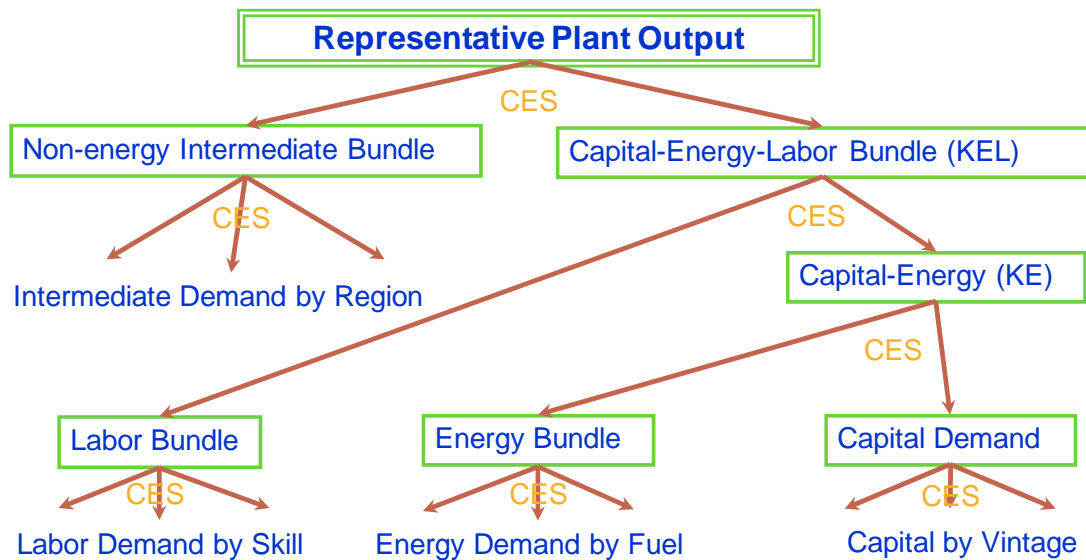 Representative Plant Output
CES
Non-energy Intermediate Bundle
Capital-Energy-Labor Bundle (KEL)
CES
CES
Capital-Energy (KE)
Intermediate Demand by Region
CES
Labor Bundle
Energy Bundle
Capital Demand
CES
CES
CES
Labor Demand by Skill
Energy Demand by Fuel
Capital by Vintage